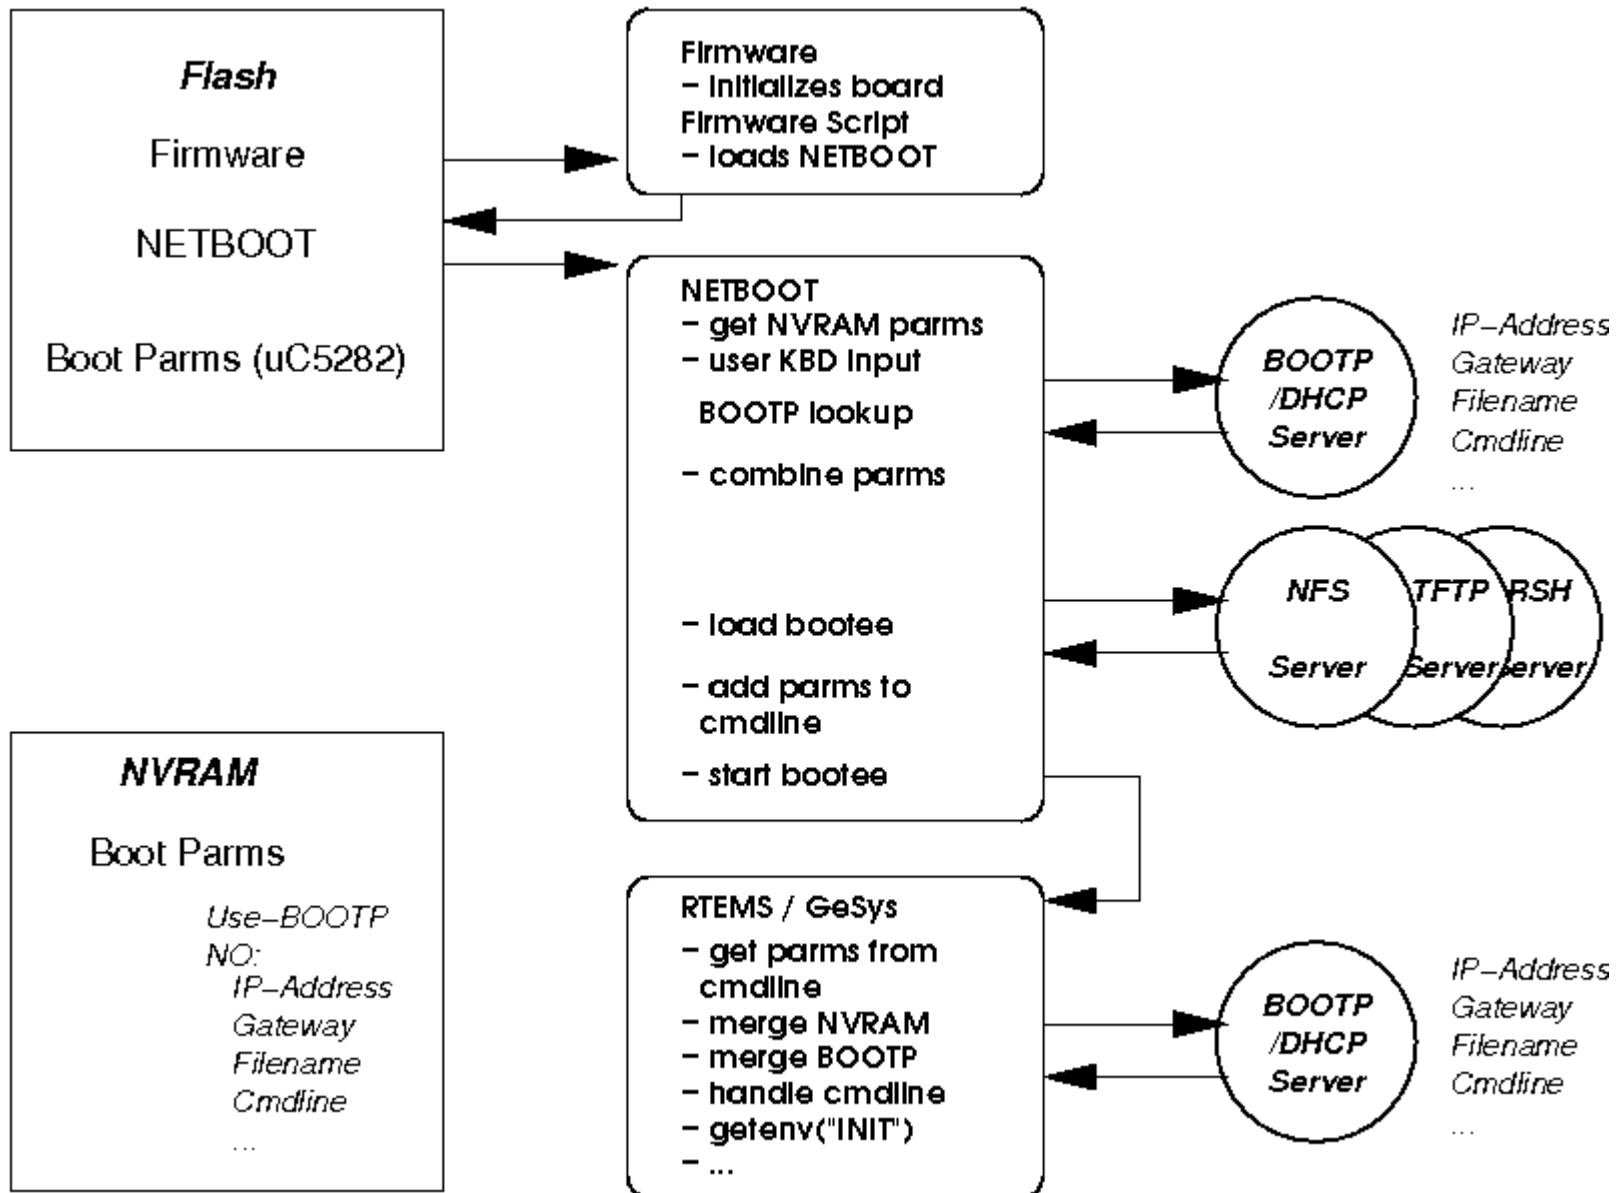 Flash
Firmware
NETBOOT
Boot Parms (uC5282)
Firmware
- initializes board
Firmware Script
- loads NETBOOT
NETBOOT
- get NVRAM parms
- user KBD Input
BOOTP lookup
- combine parms
- load bootee
- add parms to
cmdline
- start bootee
BOOTP
/DHCP
Server
IP-Address
Gateway
Filename
Cmdline
...
NFS
Server
TFTP
Server
RSH
Server
NVRAM
Boot Parms
Use-BOOTP
NO:
IP-Address
Gateway
Filename
Cmdline
...
RTEMS / GeSys
- get parms from
cmdline
- merge NVRAM
- merge BOOTP
- handle cmdline
- getenv("INIT")
- ...
BOOTP
/DHCP
Server
IP-Address
Gateway
Filename
Cmdline
...